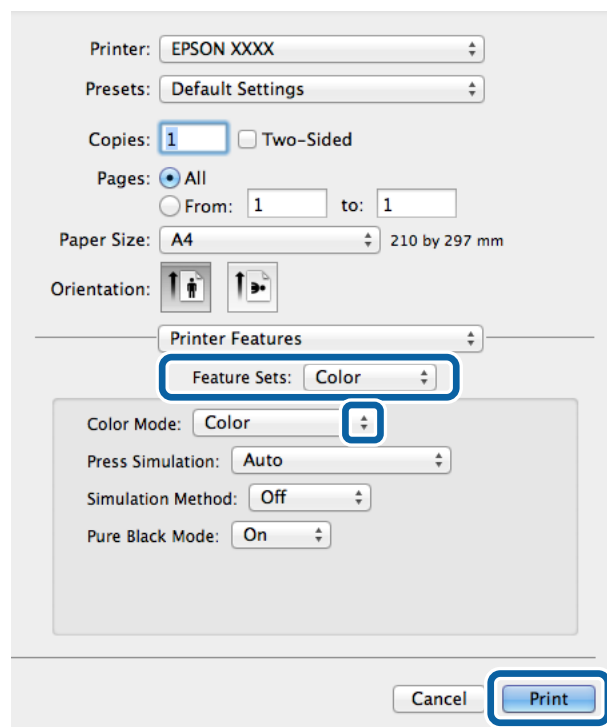 Printer: EPSON XXXX
Presets: Default Settings
Copies: 1 Two-Sided
Pages: All
From: 1 to: 1
Paper Size: A4 210 by 297 mm
Orientation:
Printer Features
Feature Sets: Color
Color Mode: Color
Press Simulation: Auto
Simulation Method: Off
Pure Black Mode: On
Cancel Print